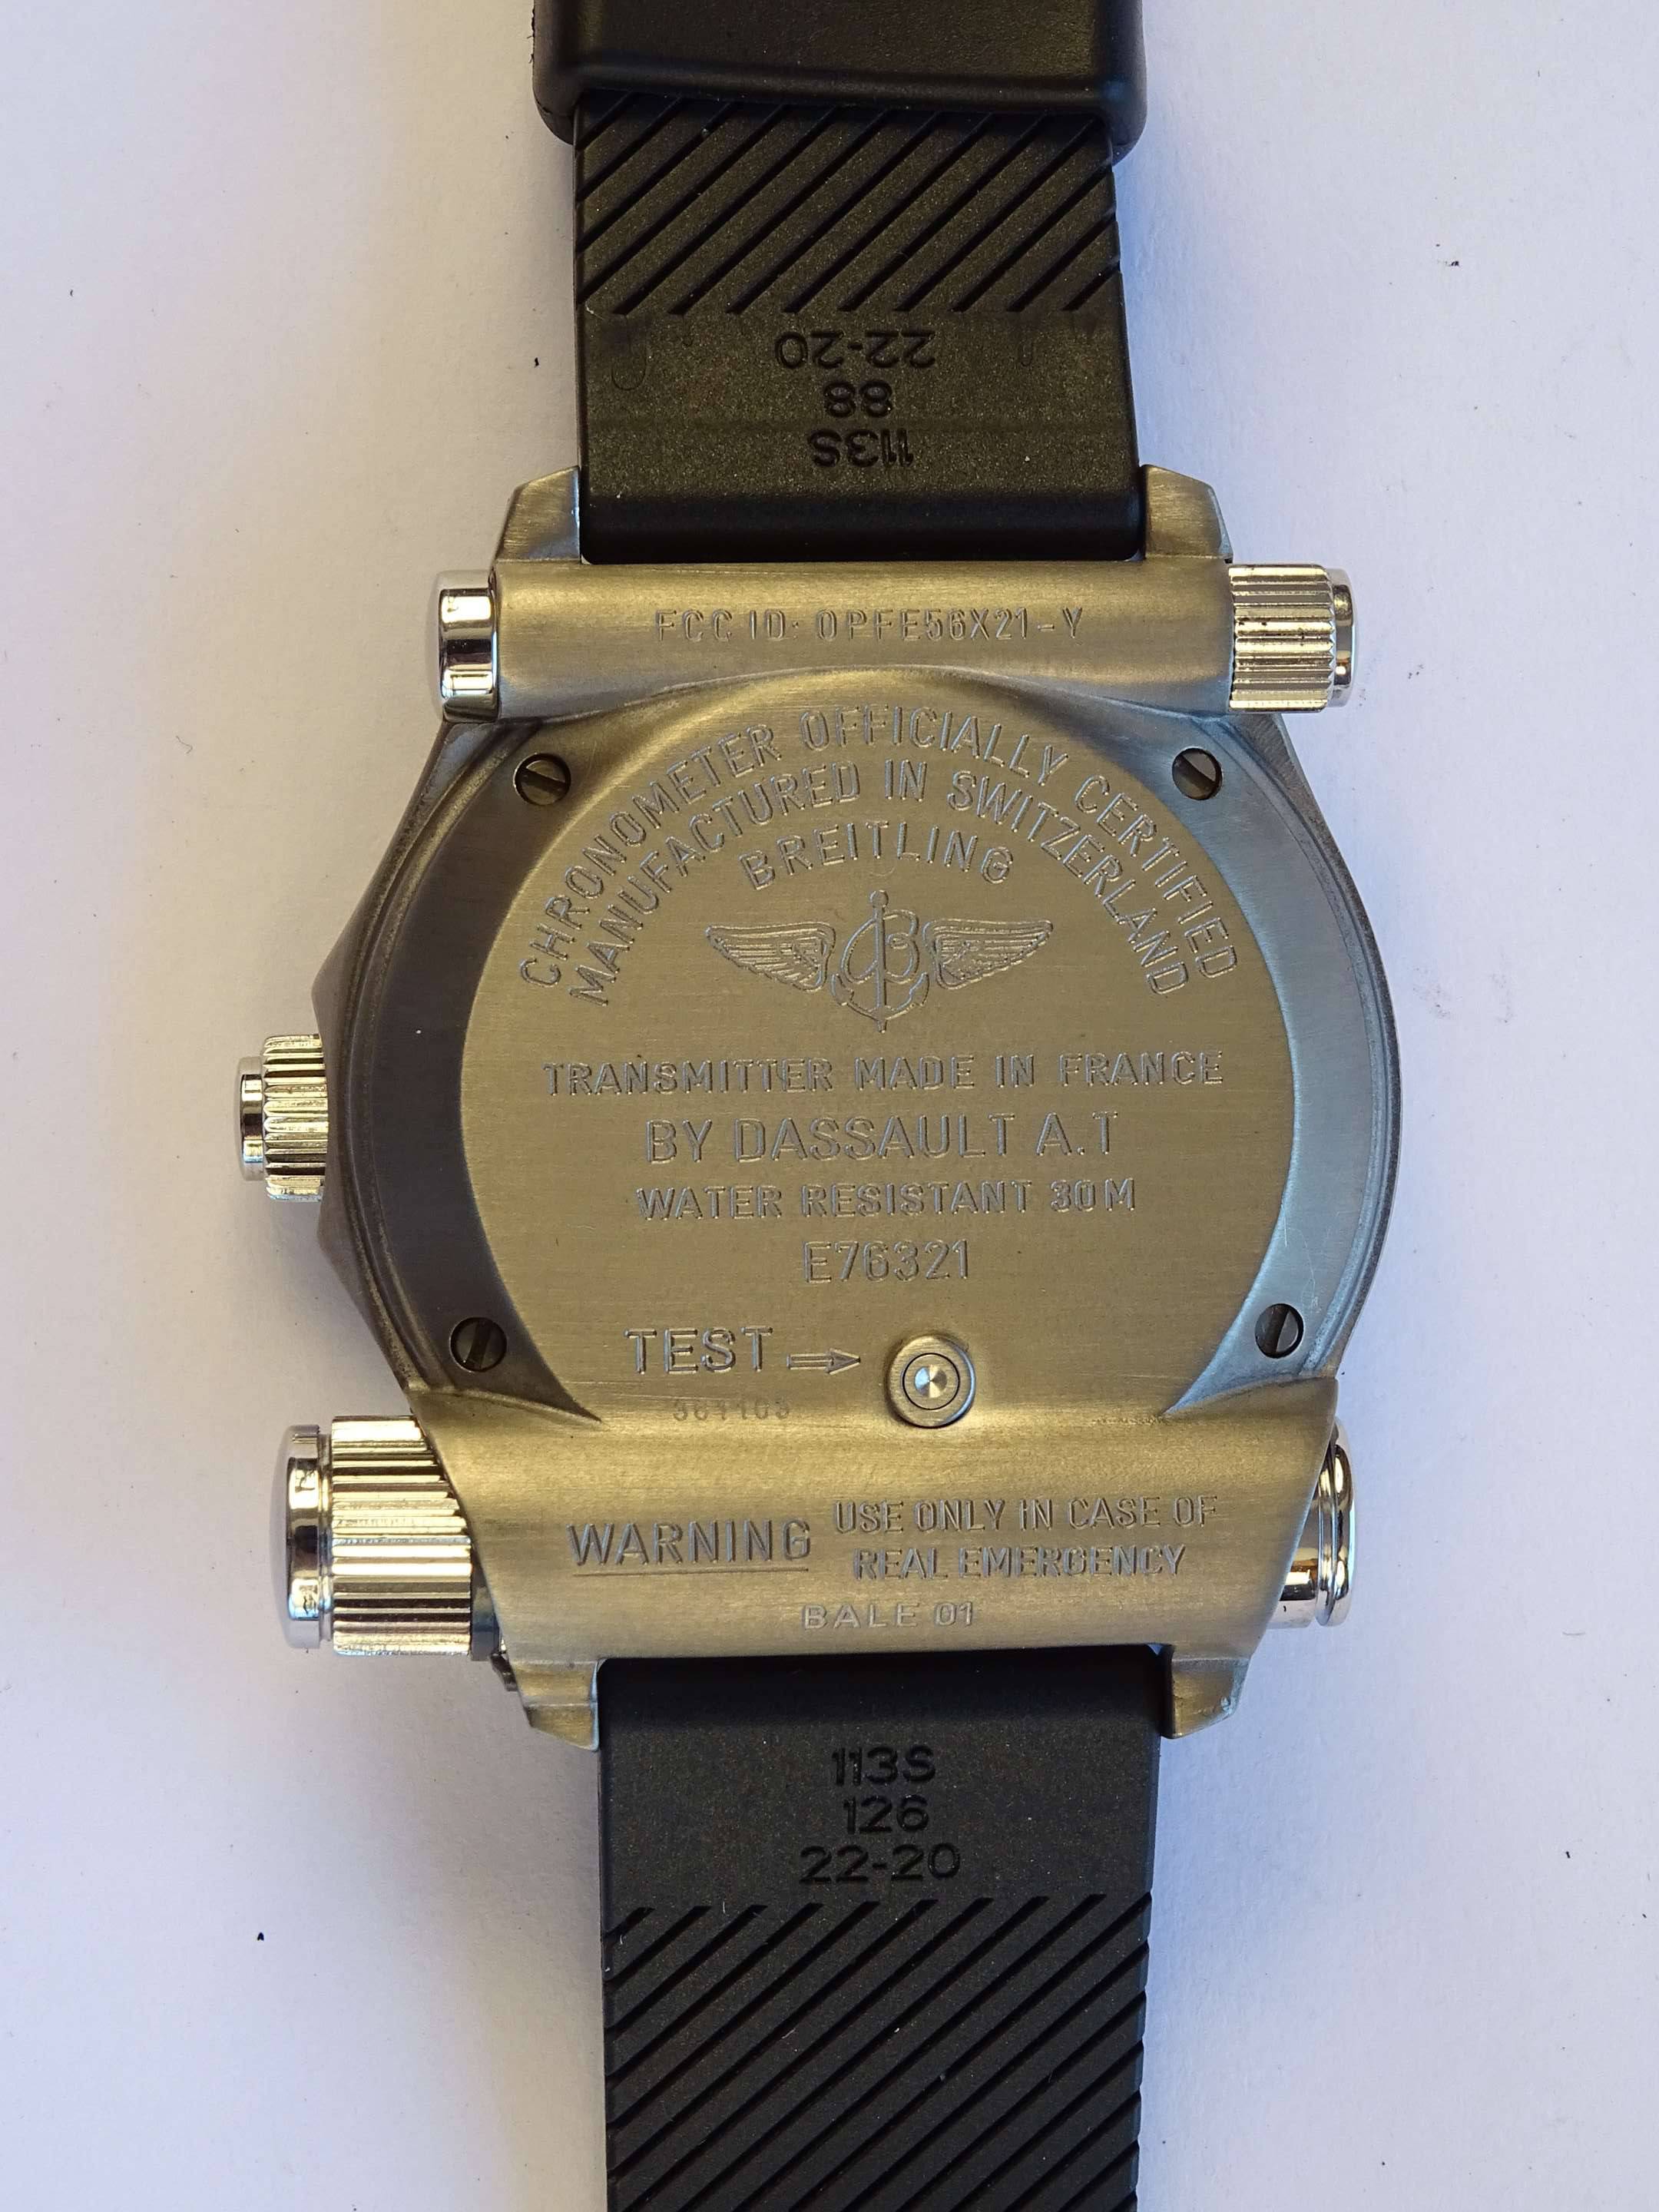 22-20
88
113S
FCC ID: OPFE56X21-Y
CHRONOMETER OFFICIALLY CERTIFIED
MANUFACTURED IN SWITZERLAND
BREITLING
B
TRANSMITTER MADE IN FRANCE
BY DASSAULT A.T
WATER RESISTANT 30M
E76321
TEST
WARNING USE ONLY IN CASE OF
REAL EMERGENCY
BALE 01
113S
126
22-20